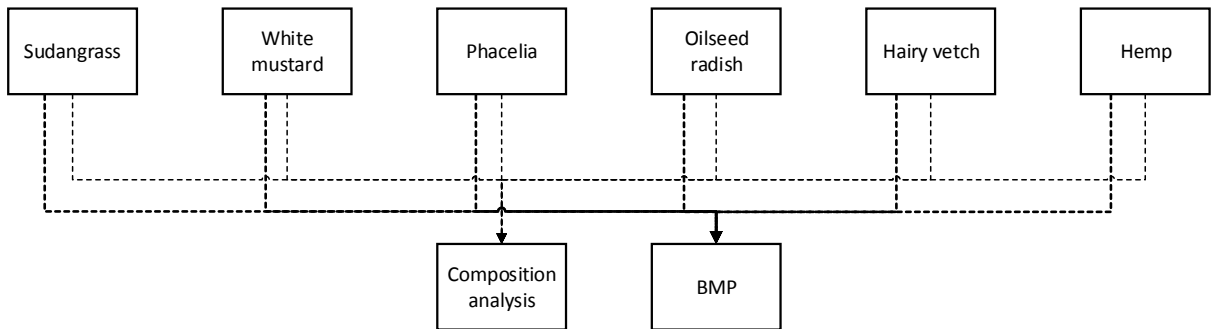 Sudangrass
White
mustard
Phacelia
Oilseed
radish
Hairy vetch
Hemp
Composition
analysis
BMP